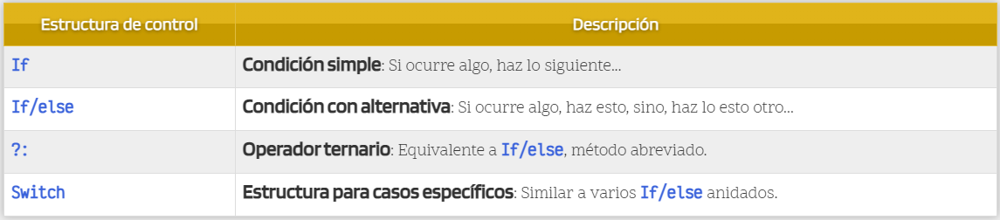 Estructura de control Descripción
If Condición simple: Si ocurre algo, haz lo siguiente...
If/else Condición con alternativa: Si ocurre algo, haz esto, sino, haz lo esto otro...
?: Operador ternario: Equivalente a If/else, método abreviado.
Switch Estructura para casos específicos: Similar a varios If/else anidados.